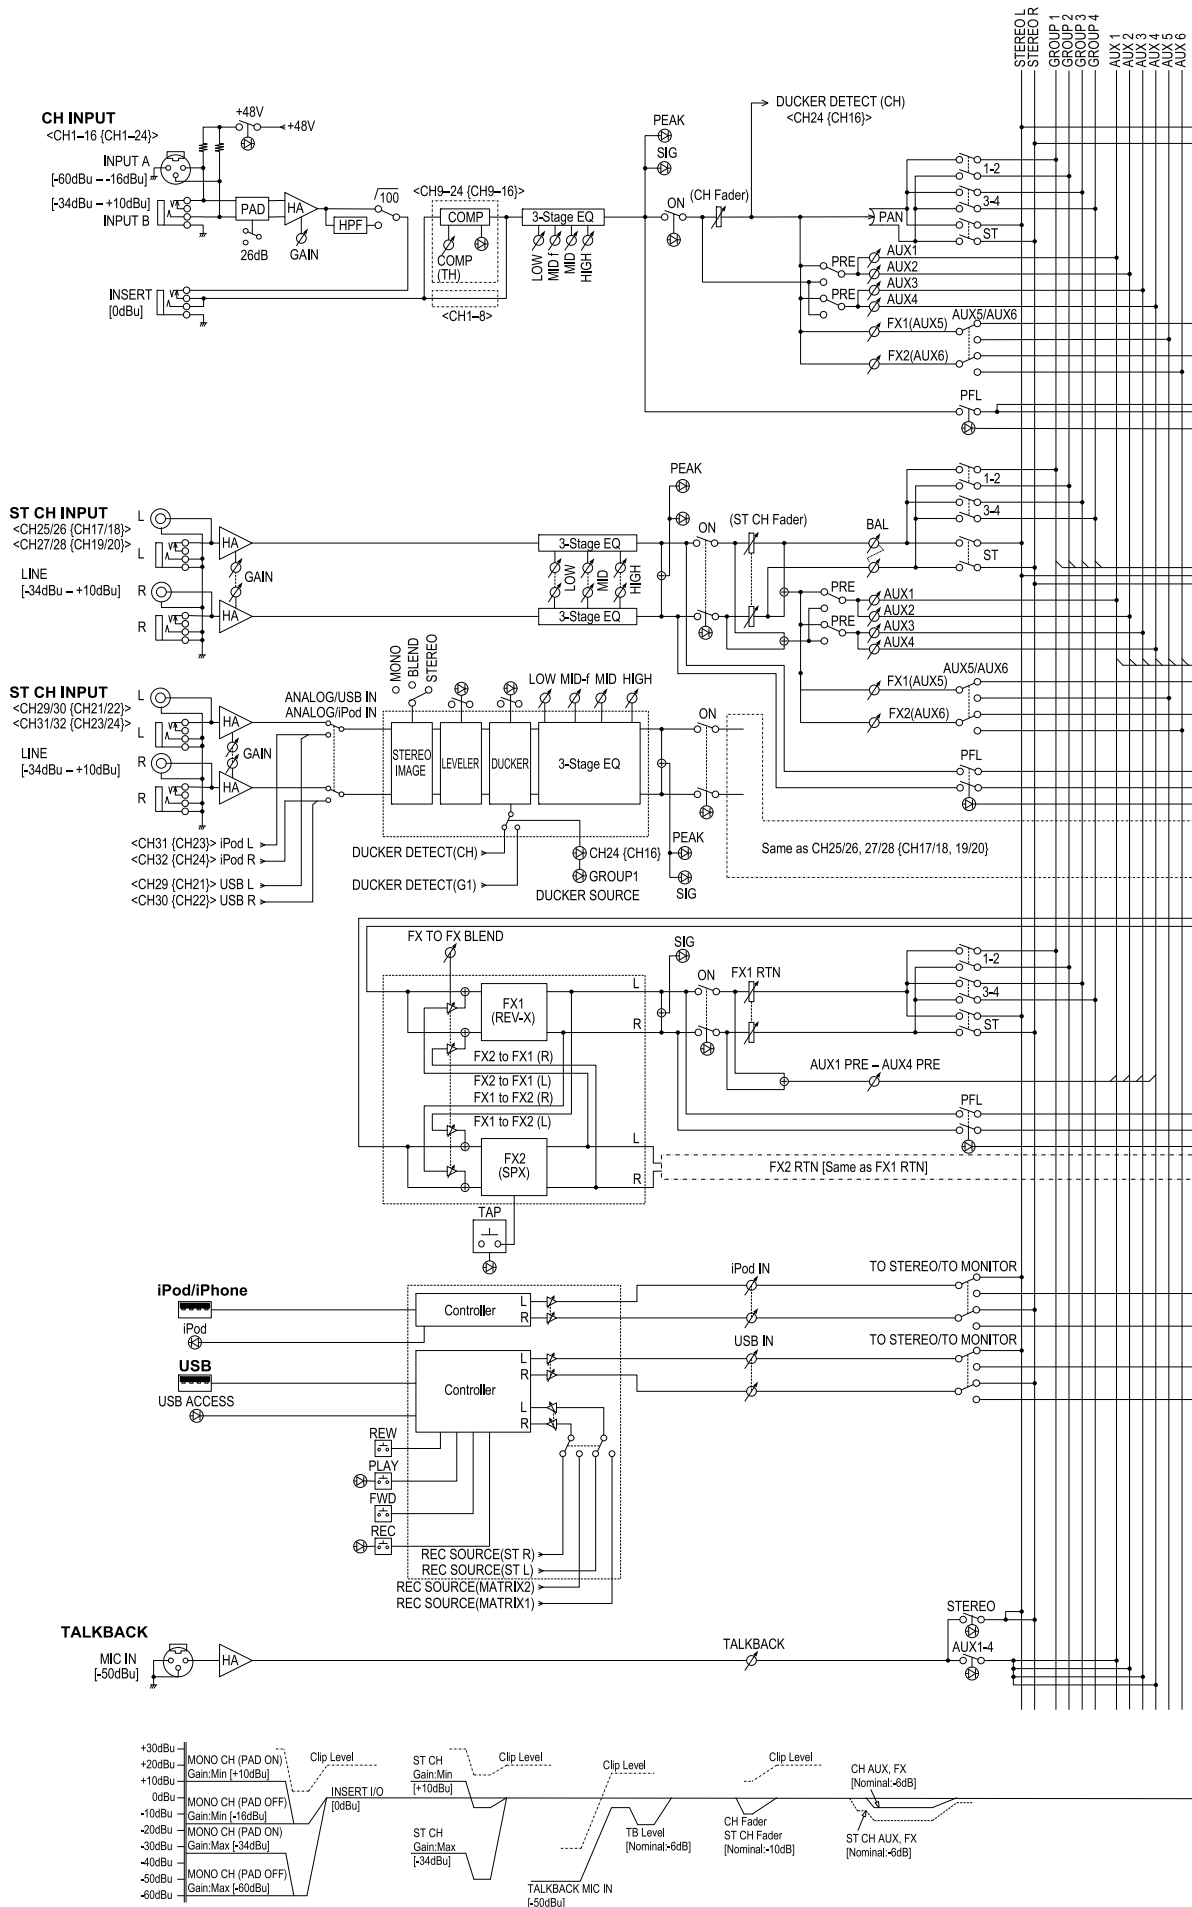 STEREO L
STEREO R
GROUP 1
GROUP 2
GROUP 3
GROUP 4
AUX 1
AUX 2
AUX 3
AUX 4
AUX 5
AUX 6
CH INPUT
<CH1–16 {CH1–24}>
+48V
+48V
INPUT A
[-60dBu – -16dBu]
[-34dBu – +10dBu]
INPUT B
PAD
26dB
HA
GAIN
HPF
/100
INSERT
[0dBu]
<CH9–24 {CH9–16}>
COMP
COMP
(TH)
<CH1–8>
3-Stage EQ
LOW
MID f
MID
HIGH
PEAK
SIG
ON
(CH Fader)
DUCKER DETECT (CH)
<CH24 {CH16}>
PAN
1-2
3-4
ST
PRE
PRE
AUX1
AUX2
AUX3
AUX4
FX1(AUX5)
FX2(AUX6)
AUX5/AUX6
PFL
ST CH INPUT
<CH25/26 {CH17/18}>
<CH27/28 {CH19/20}>
LINE
[-34dBu – +10dBu]
L
L
R
R
HA
HA
GAIN
3-Stage EQ
LOW
MID
HIGH
3-Stage EQ
PEAK
ON
(ST CH Fader)
BAL
1-2
3-4
ST
PRE
PRE
AUX1
AUX2
AUX3
AUX4
FX1(AUX5)
FX2(AUX6)
AUX5/AUX6
PFL
ST CH INPUT
<CH29/30 {CH21/22}>
<CH31/32 {CH23/24}>
LINE
[-34dBu – +10dBu]
L
L
R
R
HA
HA
GAIN
ANALOG/USB IN
ANALOG/iPod IN
MONO
BLEND
STEREO
STEREO
IMAGE
LEVELER
DUCKER
LOW MID-f MID HIGH
3-Stage EQ
ON
PEAK
SIG
<CH31 {CH23}> iPod L
<CH32 {CH24}> iPod R
<CH29 {CH21}> USB L
<CH30 {CH22}> USB R
DUCKER DETECT(CH)
DUCKER DETECT(G1)
CH24 {CH16}
GROUP1
DUCKER SOURCE
Same as CH25/26, 27/28 {CH17/18, 19/20}
FX TO FX BLEND
FX1
(REV-X)
FX2 to FX1 (R)
FX2 to FX1 (L)
FX1 to FX2 (R)
FX1 to FX2 (L)
FX2
(SPX)
TAP
L
R
L
R
SIG
ON
FX1 RTN
1-2
3-4
ST
AUX1 PRE – AUX4 PRE
PFL
FX2 RTN [Same as FX1 RTN]
iPod/iPhone
iPod
Controller
L
R
iPod IN
TO STEREO/TO MONITOR
USB
USB ACCESS
Controller
L
R
L
R
USB IN
TO STEREO/TO MONITOR
REW
PLAY
FWD
REC
REC SOURCE(ST R)
REC SOURCE(ST L)
REC SOURCE(MATRIX2)
REC SOURCE(MATRIX1)
TALKBACK
MIC IN
[-50dBu]
HA
TALKBACK
STEREO
AUX1-4
+30dBu
+20dBu
+10dBu
0dBu
-10dBu
-20dBu
-30dBu
-40dBu
-50dBu
-60dBu
MONO CH (PAD ON)
Gain:Min [+10dBu]
MONO CH (PAD OFF)
Gain:Min [-16dBu]
MONO CH (PAD ON)
Gain:Max [-34dBu]
MONO CH (PAD OFF)
Gain:Max [-60dBu]
Clip Level
INSERT I/O
[0dBu]
ST CH
Gain:Min
[+10dBu]
Clip Level
ST CH
Gain:Max
[-34dBu]
TALKBACK MIC IN
[-50dBu]
Clip Level
TB Level
[Nominal:-6dB]
Clip Level
CH Fader
ST CH Fader
[Nominal:-10dB]
CH AUX, FX
[Nominal:-6dB]
ST CH AUX, FX
[Nominal:-6dB]